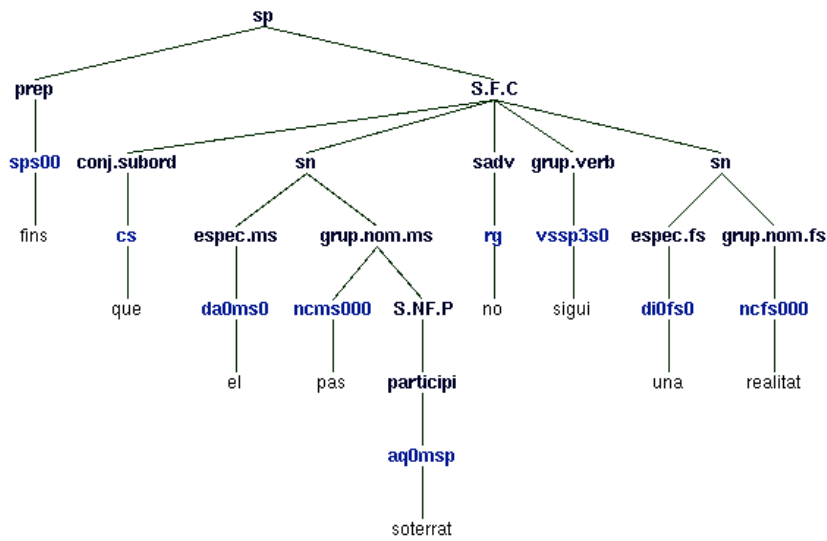 sp
prep S.F.C
sps00 conj.subord sn sadv grup.verb sn
fins cs espec.ms grup.nom.ms rg vssp3s0 espec.fs grup.nom.fs
que da0ms0 ncms000 S.NF.P no sigui di0fs0 ncfs000
el pas participi una realitat
aq0msp
soterrat